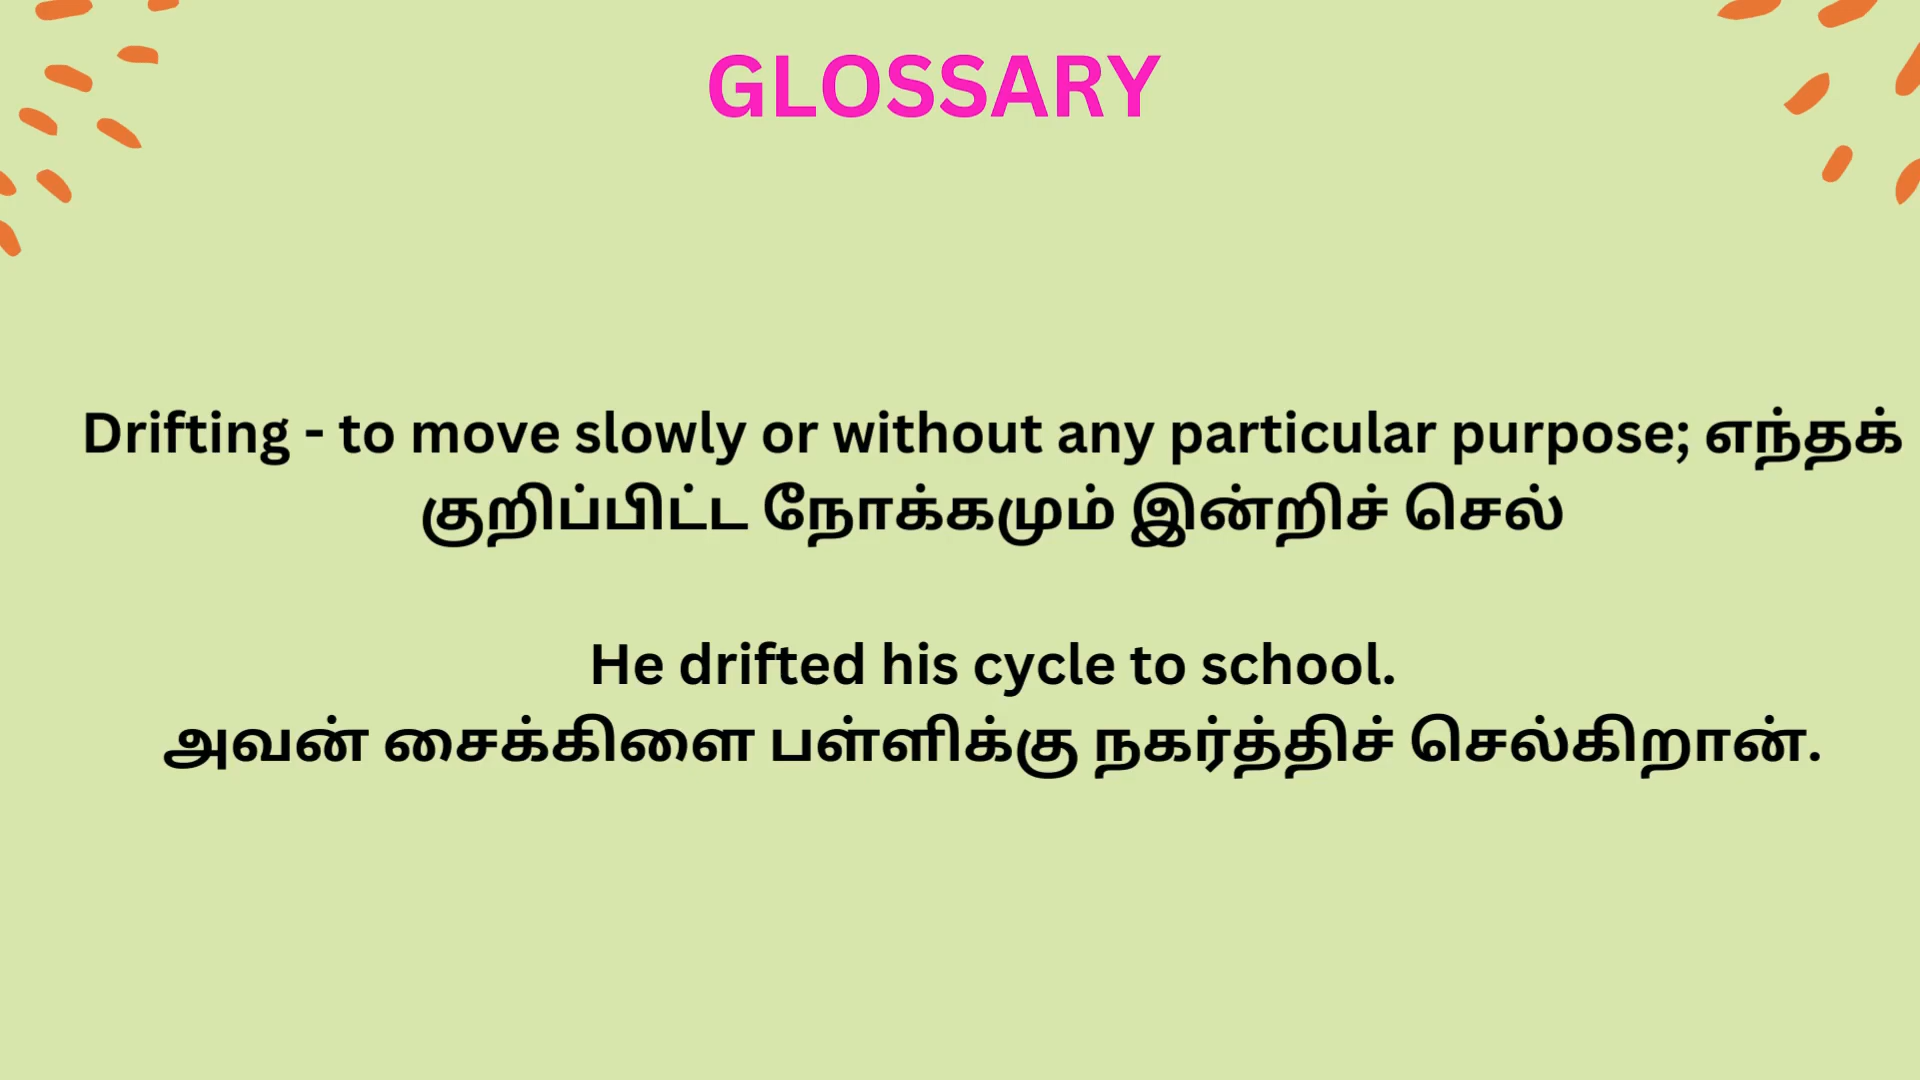 GLOSSARY
Drifting - to move slowly or without any particular purpose; எந்தக்
குறிப்பிட்ட நோக்கமும் இன்றிச் செல்
He drifted his cycle to school.
அவன் சைக்கிளை பள்ளிக்கு நகர்த்திச் செல்கிறான்.